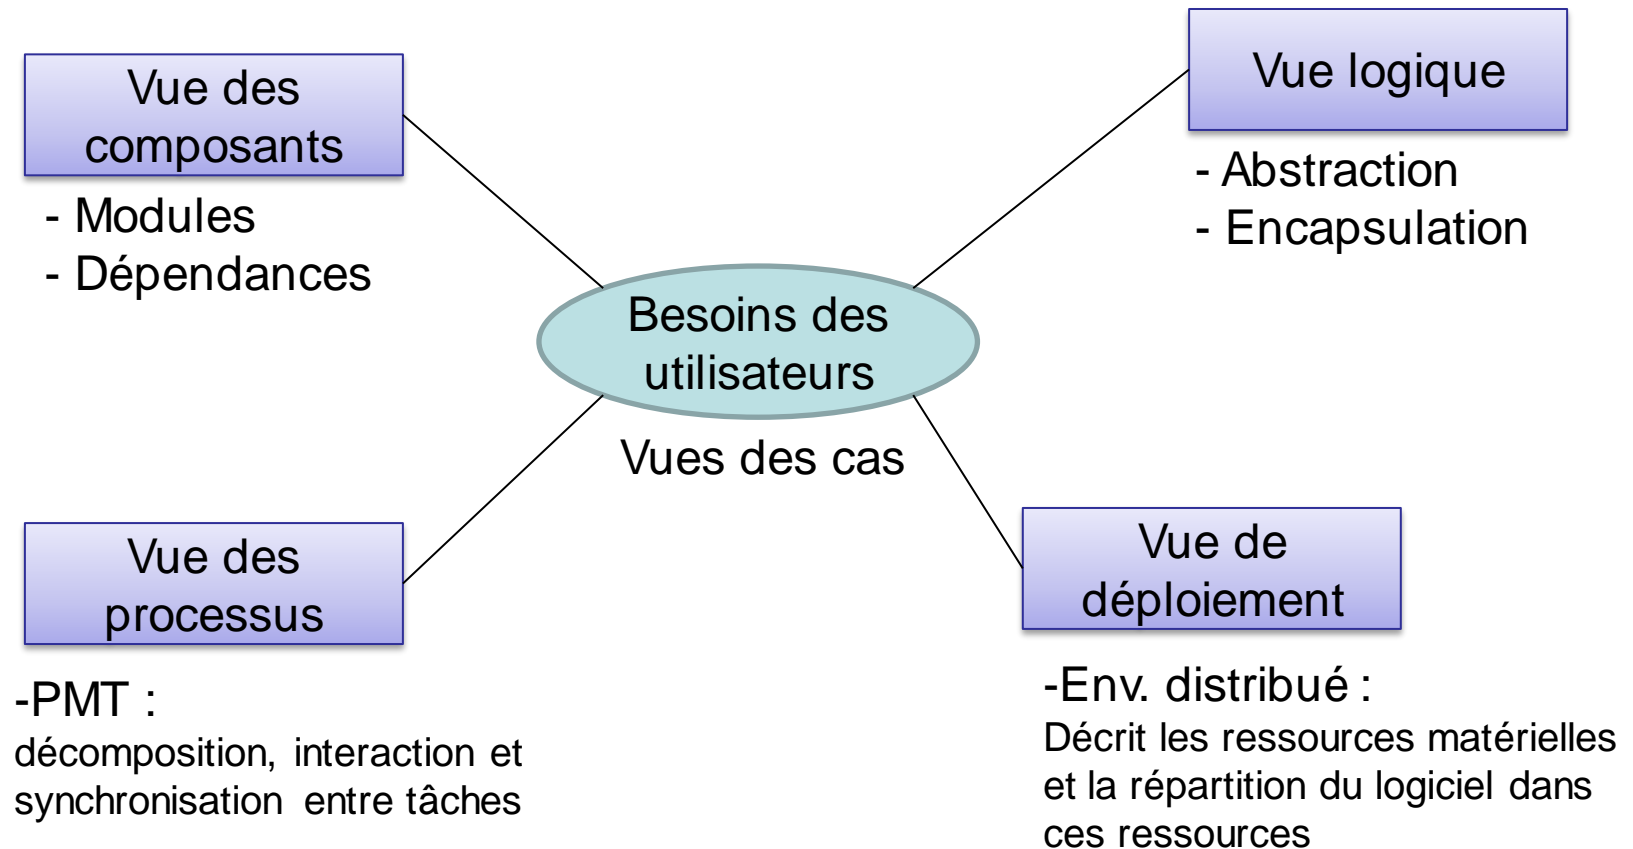 Vue des
composants
- Modules
- Dépendances
Vue logique
- Abstraction
- Encapsulation
Besoins des
utilisateurs
Vues des cas
Vue des
processus
-PMT :
décomposition, interaction et
synchronisation entre tâches
Vue de
déploiement
-Env. distribué :
Décrit les ressources matérielles
et la répartition du logiciel dans
ces ressources